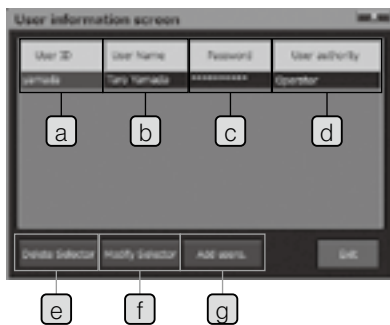 User information screen
User ID User Name Password User authority
yamada Taro Yamada ********** Operator
a b c d
Delete Selector Modify Selector Add users. Exit
e f g